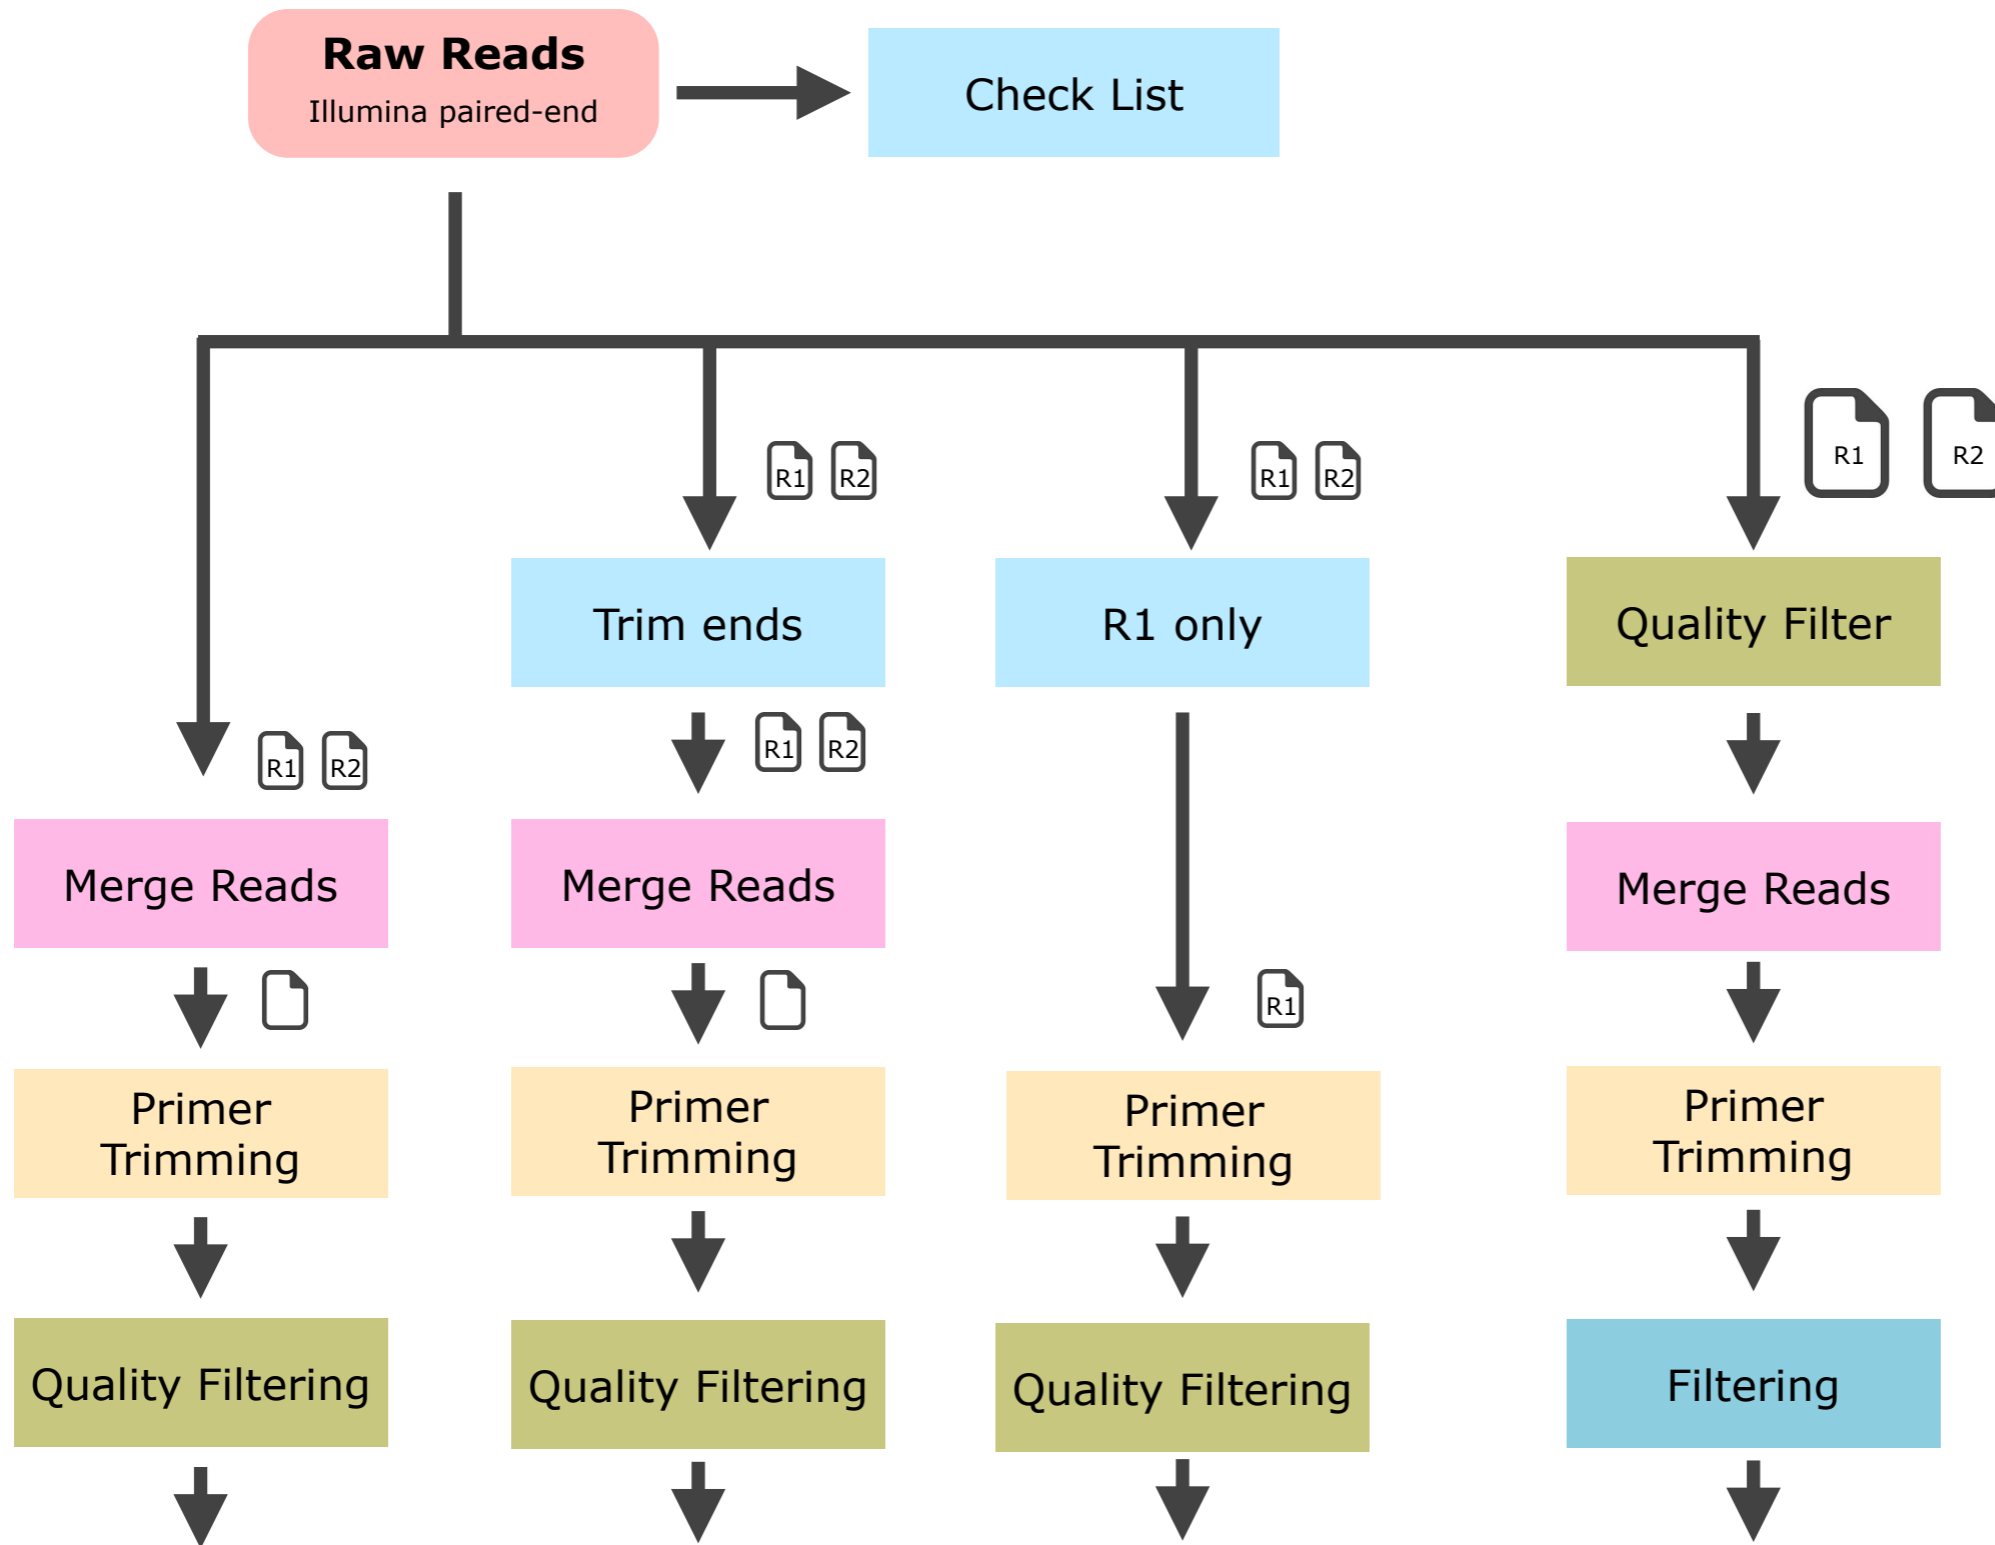 Raw Reads
Illumina paired-end
Check List
R1 R2
R1 R2
R1 R2
Trim ends
R1 only
Quality Filter
R1 R2
R1 R2
Merge Reads
Merge Reads
Merge Reads
R1
Primer
Trimming
Primer
Trimming
Primer
Trimming
Primer
Trimming
Quality Filtering
Quality Filtering
Quality Filtering
Filtering